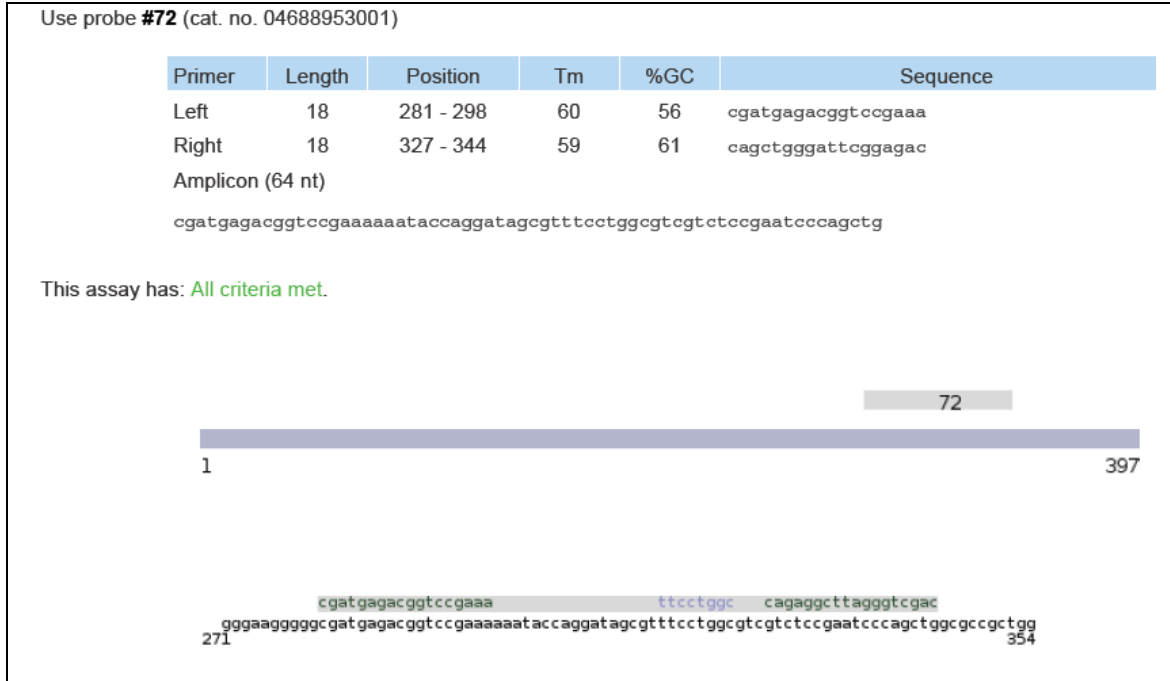 Use probe #72 (cat. no. 04688953001)
Primer Length Position Tm %GC Sequence
Left 18 281 - 298 60 56 cgatgagacggtccgaaa
Right 18 327 - 344 59 61 cagctgggattcggagac
Amplicon (64 nt)
cgatgagacggtccgaaaaaataccaggatagcgtttcctggcgtcgtctccgaatcccagctg
This assay has: All criteria met.
72
1 397
cgatgagacggtccgaaa ttcctggc cagaggcttagggtcgac
gggaagggggcgatgagacggtccgaaaaaataccaggatagcgtttcctggcgtcgtctccgaatcccagctggcgccgctgg
271 354